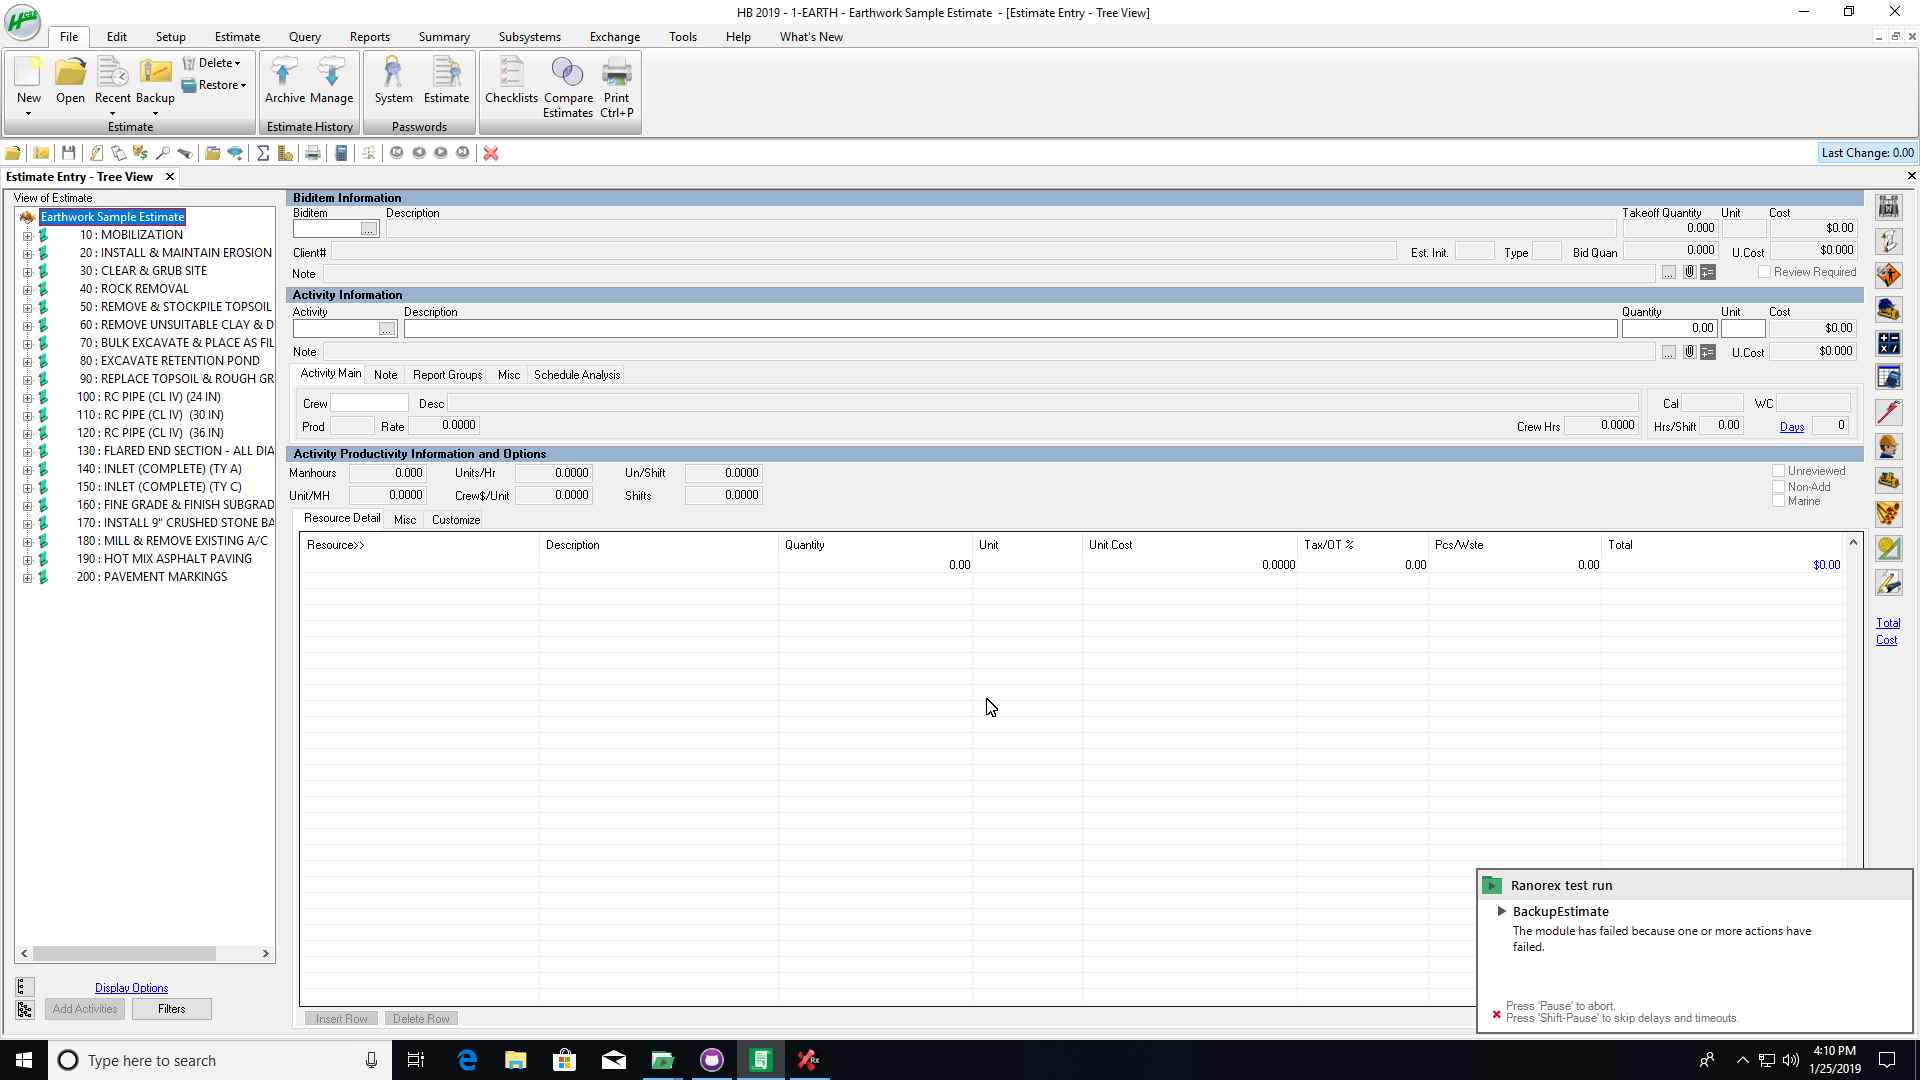 HB 2019 - 1-EARTH - Earthwork Sample Estimate - [Estimate Entry - Tree View]
File Edit Setup Estimate Query Reports Summary Subsystems Exchange Tools Help What's New
New Open Recent Backup Delete Restore
Estimate
Archive Manage
Estimate History
System Estimate
Passwords
Checklists Compare Estimates Print Ctrl+P
Last Change: 0.00
Estimate Entry - Tree View
View of Estimate
Earthwork Sample Estimate
10 : MOBILIZATION
20 : INSTALL & MAINTAIN EROSION
30 : CLEAR & GRUB SITE
40 : ROCK REMOVAL
50 : REMOVE & STOCKPILE TOPSOIL
60 : REMOVE UNSUITABLE CLAY & D
70 : BULK EXCAVATE & PLACE AS FIL
80 : EXCAVATE RETENTION POND
90 : REPLACE TOPSOIL & ROUGH GR
100 : RC PIPE (CL IV) (24 IN)
110 : RC PIPE (CL IV) (30 IN)
120 : RC PIPE (CL IV) (36 IN)
130 : FLARED END SECTION - ALL DIA
140 : INLET (COMPLETE) (TY A)
150 : INLET (COMPLETE) (TY C)
160 : FINE GRADE & FINISH SUBGRAD
170 : INSTALL 9" CRUSHED STONE BA
180 : MILL & REMOVE EXISTING A/C
190 : HOT MIX ASPHALT PAVING
200 : PAVEMENT MARKINGS
Display Options
Add Activities Filters
Biditem Information
Biditem Description Takeoff Quantity Unit Cost
... 0.000 $0.00
Client# Est. Init. Type Bid Quan 0.000 U.Cost $0.000
Note ... Review Required
Activity Information
Activity Description Quantity Unit Cost
... 0.00 $0.00
Note ... U.Cost $0.000
Activity Main Note Report Groups Misc Schedule Analysis
Crew Desc Cal WC
Prod Rate 0.0000 Crew Hrs 0.0000 Hrs/Shift 0.00 Days 0
Activity Productivity Information and Options
Manhours 0.000 Units/Hr 0.0000 Un/Shift 0.0000 Unreviewed
Unit/MH 0.0000 Crew$/Unit 0.0000 Shifts 0.0000 Non-Add
Marine
Resource Detail Misc Customize
Resource>> Description Quantity Unit Unit Cost Tax/OT % Pcs/Wste Total
0.00 0.0000 0.00 0.00 $0.00
Insert Row Delete Row
Total
Cost
Ranorex test run
BackupEstimate
The module has failed because one or more actions have
failed.
Press 'Pause' to abort.
Press 'Shift-Pause' to skip delays and timeouts.
Type here to search
4:10 PM
1/25/2019